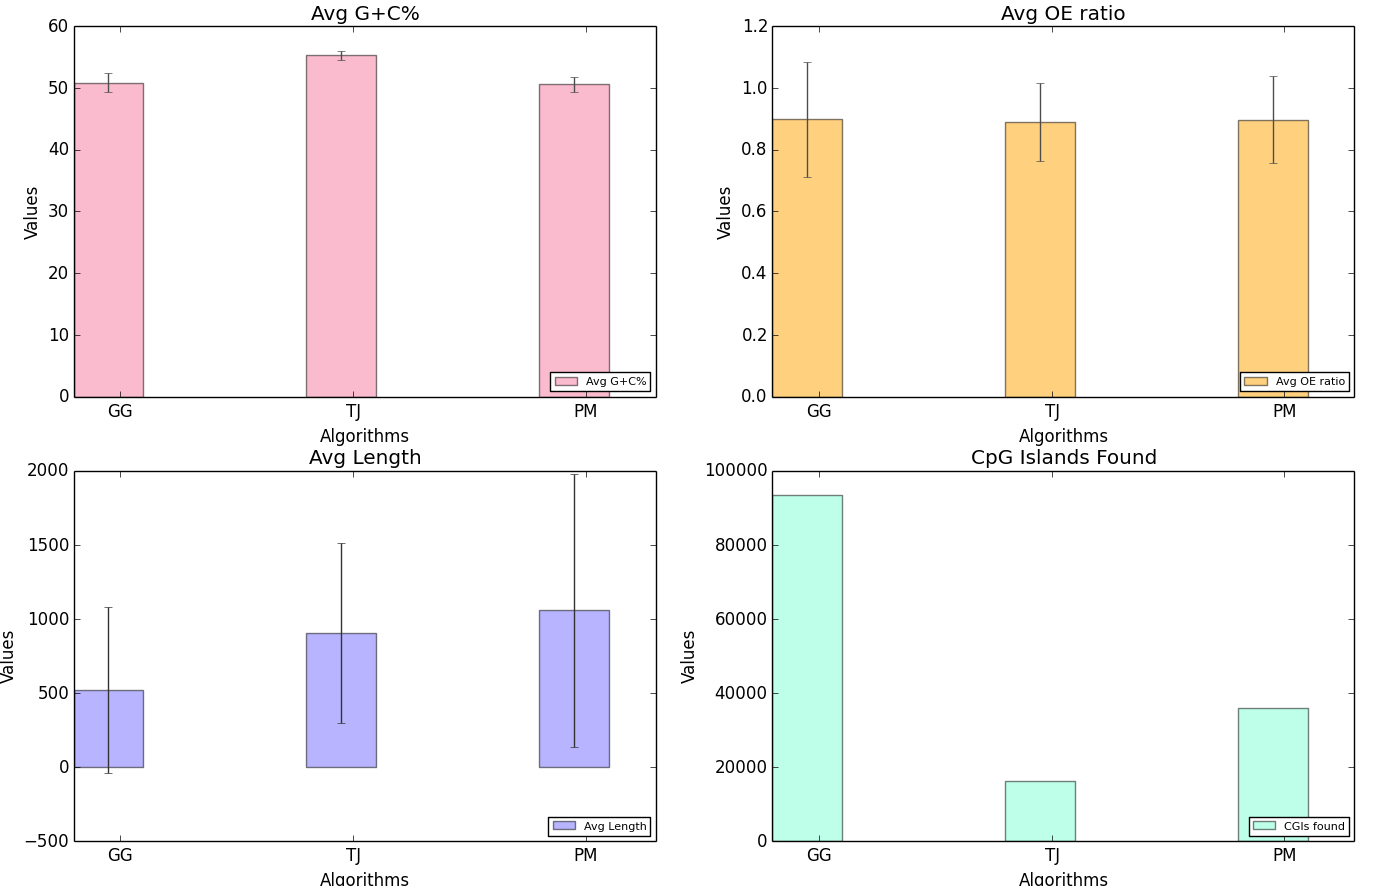 Avg G+C%
60
50
40
30
20
10
0
Values
GG TJ PM
Algorithms
Avg G+C%
Avg OE ratio
1.2
1.0
0.8
0.6
0.4
0.2
0.0
Values
GG TJ PM
Algorithms
Avg OE ratio
Avg Length
2000
1500
1000
500
0
−500
Values
GG TJ PM
Algorithms
Avg Length
CpG Islands Found
100000
80000
60000
40000
20000
0
Values
GG TJ PM
Algorithms
CGIs found